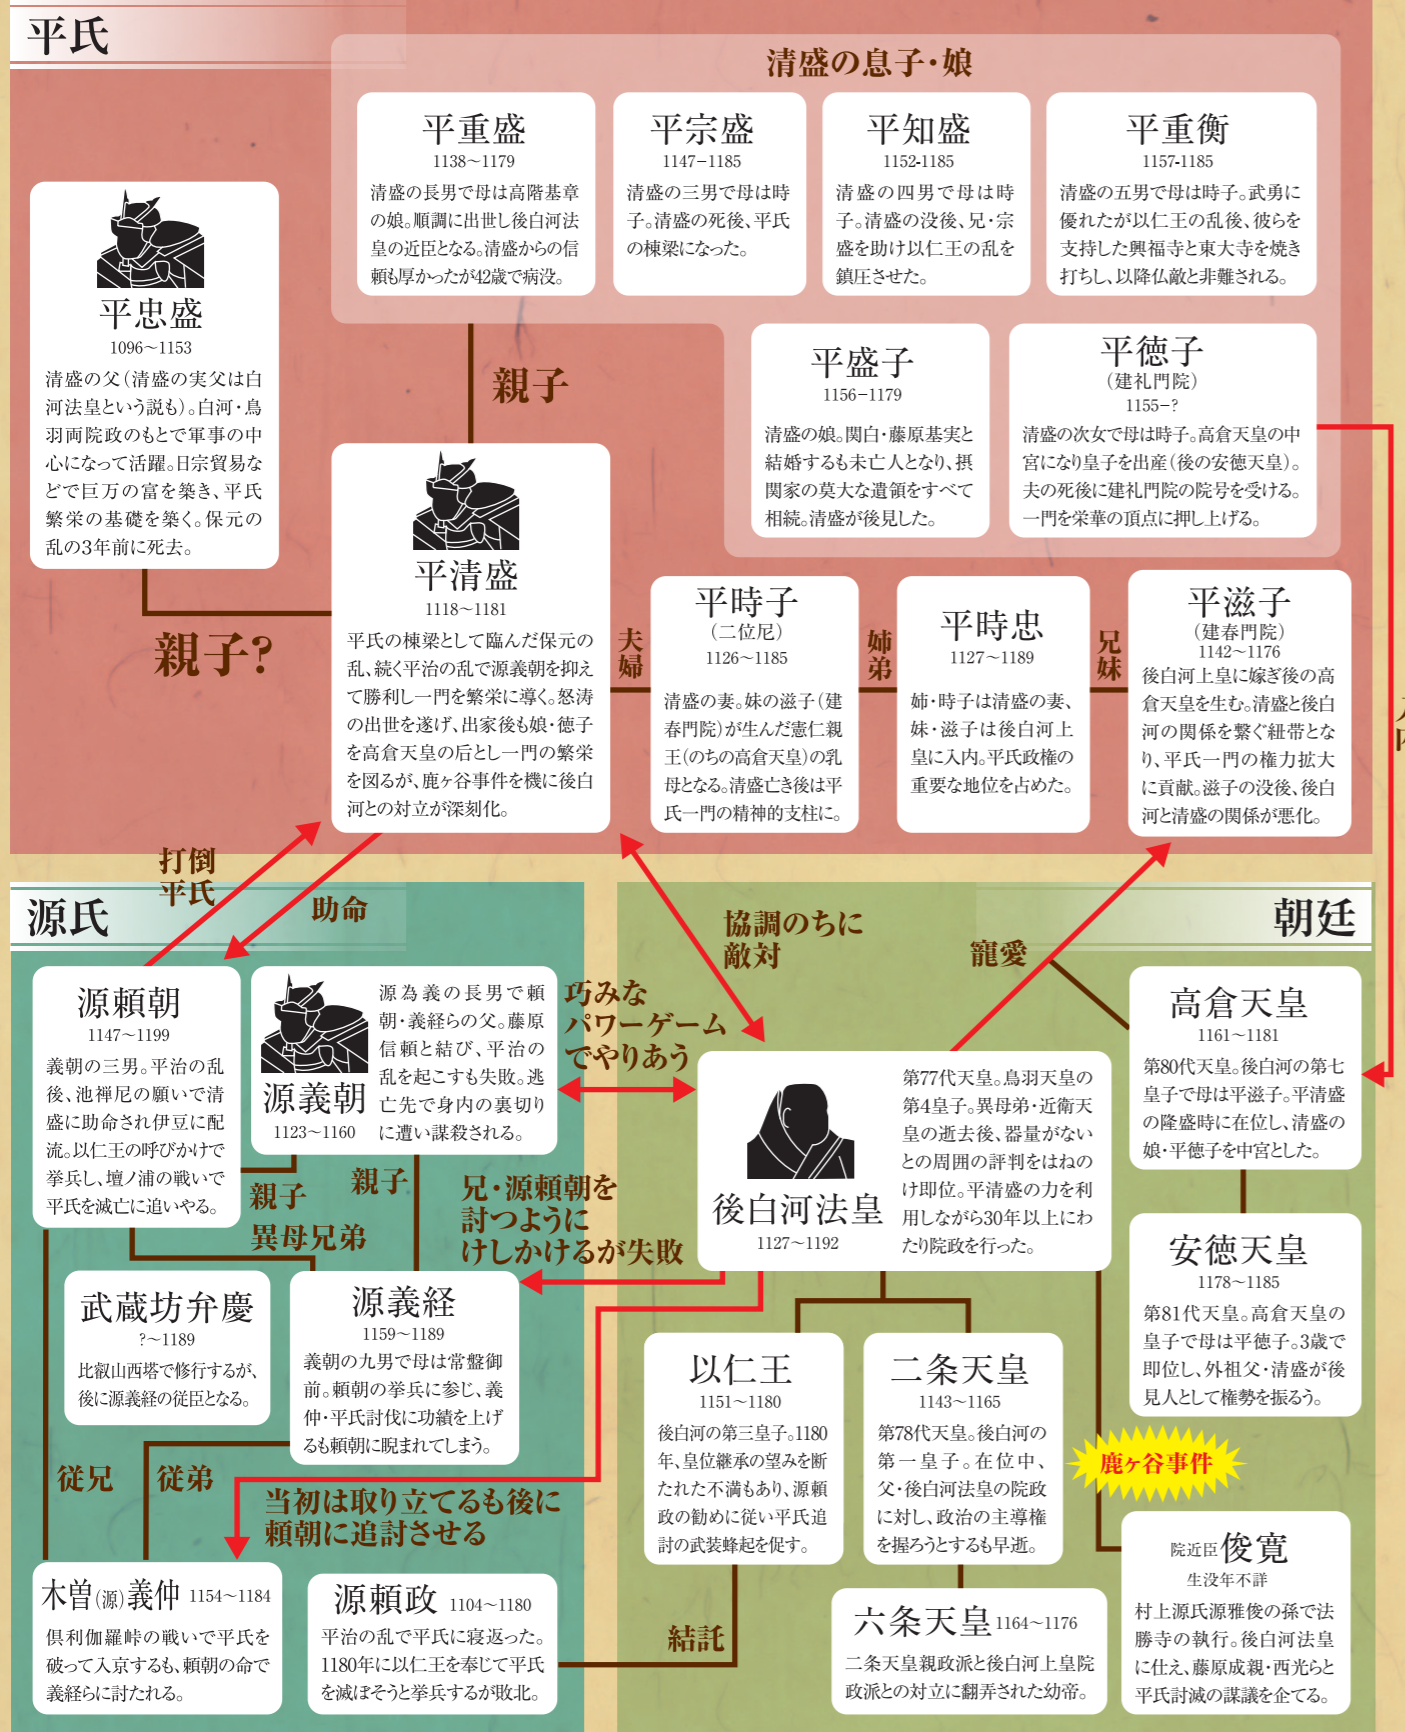 平氏
清盛の息子・娘
平重盛
1138〜1179
清盛の長男で母は高階基章
の娘。順調に出世し後白河法
皇の近臣となる。清盛からの信
頼も厚かったが42歳で病没。
平宗盛
1147−1185
清盛の三男で母は時
子。清盛の死後、平氏
の棟梁になった。
平知盛
1152-1185
清盛の四男で母は時
子。清盛の没後、兄・宗
盛を助け以仁王の乱を
鎮圧させた。
平重衡
1157-1185
清盛の五男で母は時子。武勇に
優れたが以仁王の乱後、彼らを
支持した興福寺と東大寺を焼き
打ちし、以降仏敵と非難される。
平忠盛
1096〜1153
清盛の父（清盛の実父は白
河法皇という説も）。白河・鳥
羽両院政のもとで軍事の中
心になって活躍。日宗貿易な
どで巨万の富を築き、平氏
繁栄の基礎を築く。保元の
乱の3年前に死去。
親子
平盛子
1156−1179
清盛の娘。関白・藤原基実と
結婚するも未亡人となり、摂
関家の莫大な遺領をすべて
相続。清盛が後見した。
平徳子
（建礼門院）
1155−?
清盛の次女で母は時子。高倉天皇の中
宮になり皇子を出産（後の安徳天皇）。
夫の死後に建礼門院の院号を受ける。
一門を栄華の頂点に押し上げる。
親子?
平清盛
1118〜1181
平氏の棟梁として臨んだ保元の
乱、続く平治の乱で源義朝を抑え
て勝利し一門を繁栄に導く。怒涛
の出世を遂げ、出家後も娘・徳子
を高倉天皇の后とし一門の繁栄
を図るが、鹿ヶ谷事件を機に後白
河との対立が深刻化。
夫婦
平時子
（二位尼）
1126〜1185
清盛の妻。妹の滋子（建
春門院）が生んだ憲仁親
王（のちの高倉天皇）の乳
母となる。清盛亡き後は平
氏一門の精神的支柱に。
姉弟
平時忠
1127〜1189
姉・時子は清盛の妻、
妹・滋子は後白河上
皇に入内。平氏政権の
重要な地位を占めた。
兄妹
平滋子
（建春門院）
1142〜1176
後白河上皇に嫁ぎ後の高
倉天皇を生む。清盛と後白
河の関係を繋ぐ紐帯とな
り、平氏一門の権力拡大
に貢献。滋子の没後、後白
河と清盛の関係が悪化。
打倒
平氏
助命
協調のちに
敵対
寵愛
源氏
源頼朝
1147〜1199
義朝の三男。平治の乱
後、池禅尼の願いで清
盛に助命され伊豆に配
流。以仁王の呼びかけで
挙兵し、壇ノ浦の戦いで
平氏を滅亡に追いやる。
源義朝
1123〜1160
源為義の長男で頼
朝・義経らの父。藤原
信頼と結び、平治の
乱を起こすも失敗。逃
亡先で身内の裏切り
に遭い謀殺される。
巧みな
パワーゲーム
でやりあう
親子
親子
異母兄弟
兄・源頼朝を
討つように
けしかけるが失敗
武蔵坊弁慶
?〜1189
比叡山西塔で修行するが、
後に源義経の従臣となる。
源義経
1159〜1189
義朝の九男で母は常盤御
前。頼朝の挙兵に参じ、義
仲・平氏討伐に功績を上げ
るも頼朝に睨まれてしまう。
従兄
従弟
当初は取り立てるも後に
頼朝に追討させる
木曽(源)義仲 1154〜1184
倶利伽羅峠の戦いで平氏を
破って入京するも、頼朝の命で
義経らに討たれる。
源頼政 1104〜1180
平治の乱で平氏に寝返った。
1180年に以仁王を奉じて平氏
を滅ぼそうと挙兵するが敗北。
結託
朝廷
高倉天皇
1161〜1181
第80代天皇。後白河の第七
皇子で母は平滋子。平清盛
の隆盛時に在位し、清盛の
娘・平徳子を中宮とした。
後白河法皇
1127〜1192
第77代天皇。鳥羽天皇の
第4皇子。異母弟・近衛天
皇の逝去後、器量がない
との周囲の評判をはねの
け即位。平清盛の力を利
用しながら30年以上にわ
たり院政を行った。
安徳天皇
1178〜1185
第81代天皇。高倉天皇の
皇子で母は平徳子。3歳で
即位し、外祖父・清盛が後
見人として権勢を振るう。
以仁王
1151〜1180
後白河の第三皇子。1180
年、皇位継承の望みを断
たれた不満もあり、源頼
政の勧めに従い平氏追
討の武装蜂起を促す。
二条天皇
1143〜1165
第78代天皇。後白河の
第一皇子。在位中、
父・後白河法皇の院政
に対し、政治の主導権
を握ろうとするも早逝。
鹿ヶ谷事件
六条天皇 1164〜1176
二条天皇親政派と後白河上皇院
政派との対立に翻弄された幼帝。
院近臣 俊寛
生没年不詳
村上源氏源雅俊の孫で法
勝寺の執行。後白河法皇
に仕え、藤原成親・西光らと
平氏討滅の謀議を企てる。